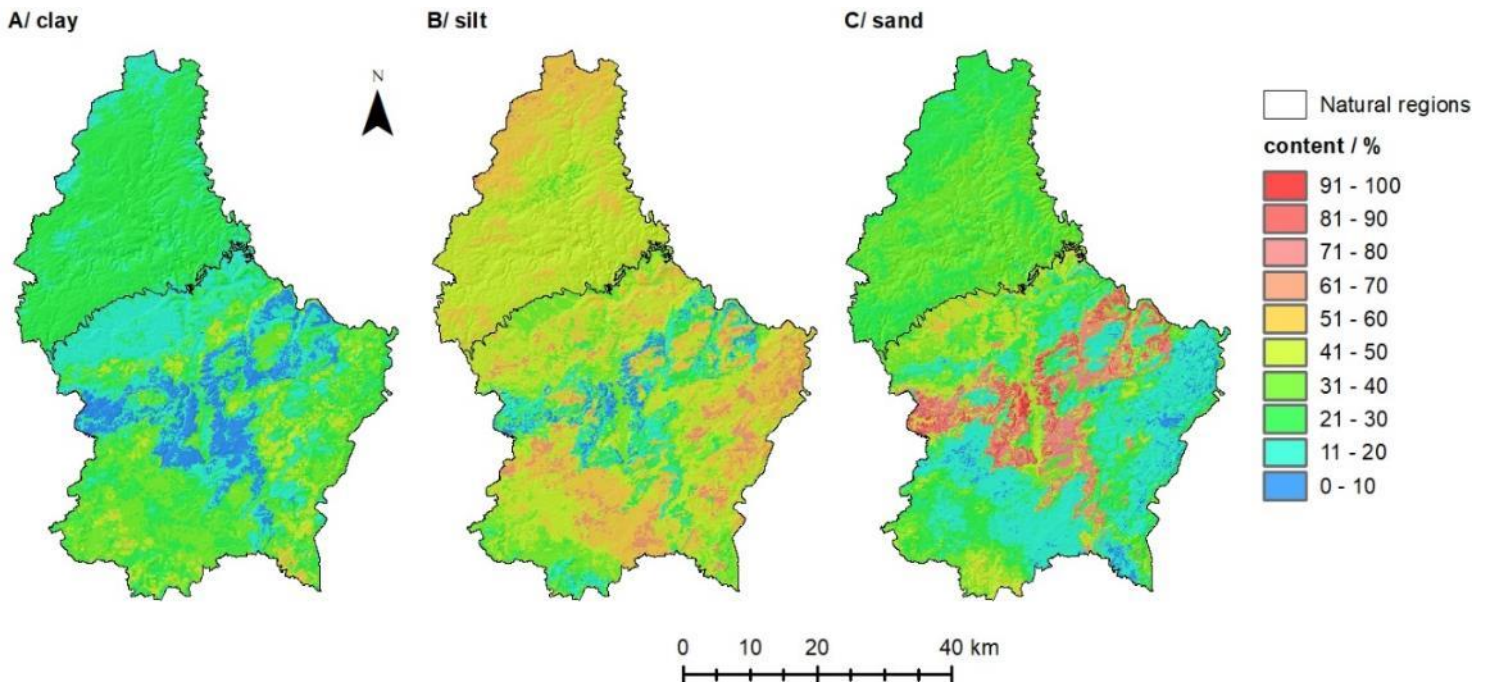 A/ clay
B/ silt
C/ sand
N
Natural regions
content / %
91 - 100
81 - 90
71 - 80
61 - 70
51 - 60
41 - 50
31 - 40
21 - 30
11 - 20
0 - 10
0 10 20 40 km